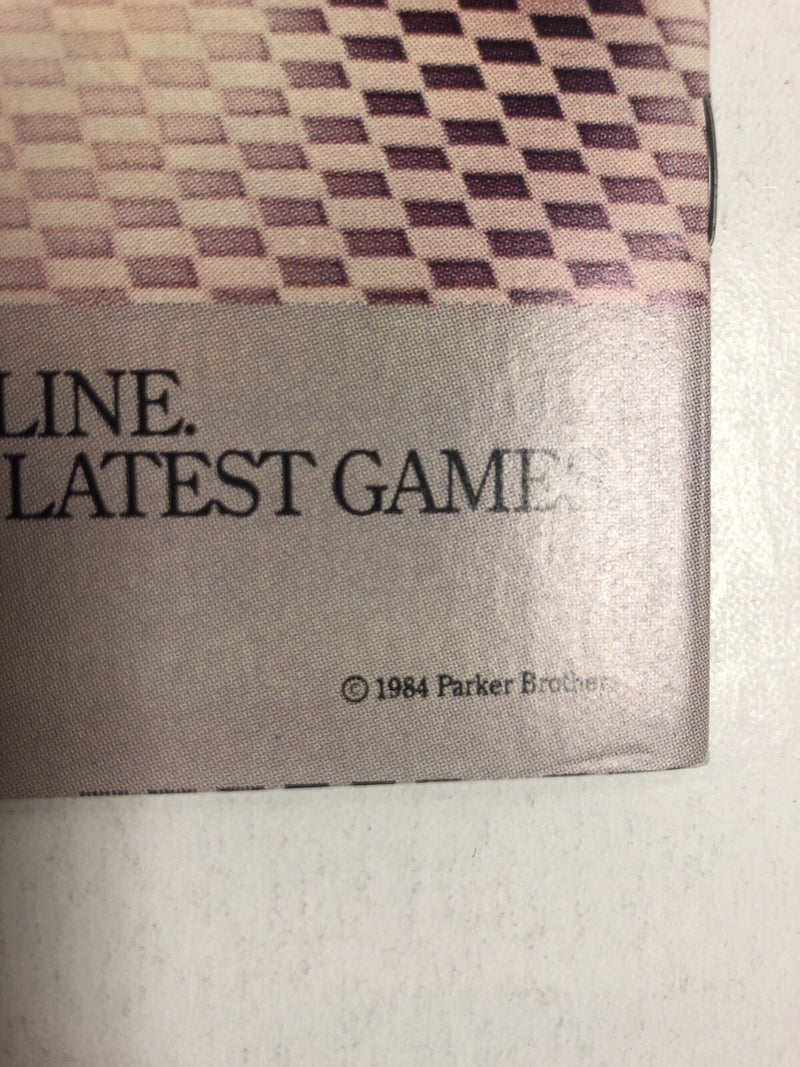 LINE.
LATEST GAMES
© 1984 Parker Brothers